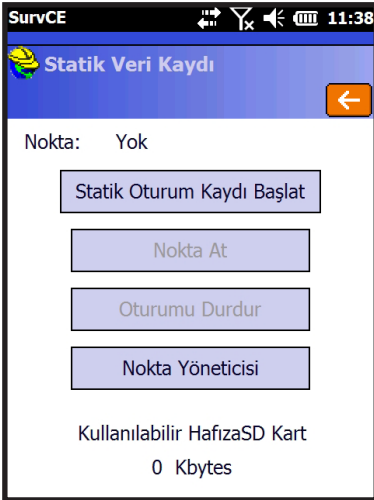 SurvCE 11:38
Statik Veri Kaydı
Nokta: Yok
Statik Oturum Kaydı Başlat
Nokta At
Oturumu Durdur
Nokta Yöneticisi
Kullanılabilir HafızaSD Kart
0 Kbytes